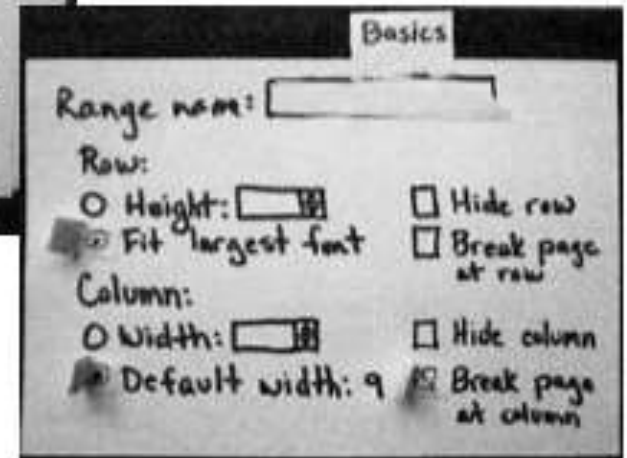 Basics
Range name:
Row:
Height:
Hide row
Fit largest font
Break page
at row
Column:
Width:
Hide column
Default width: 9
Break page
at column